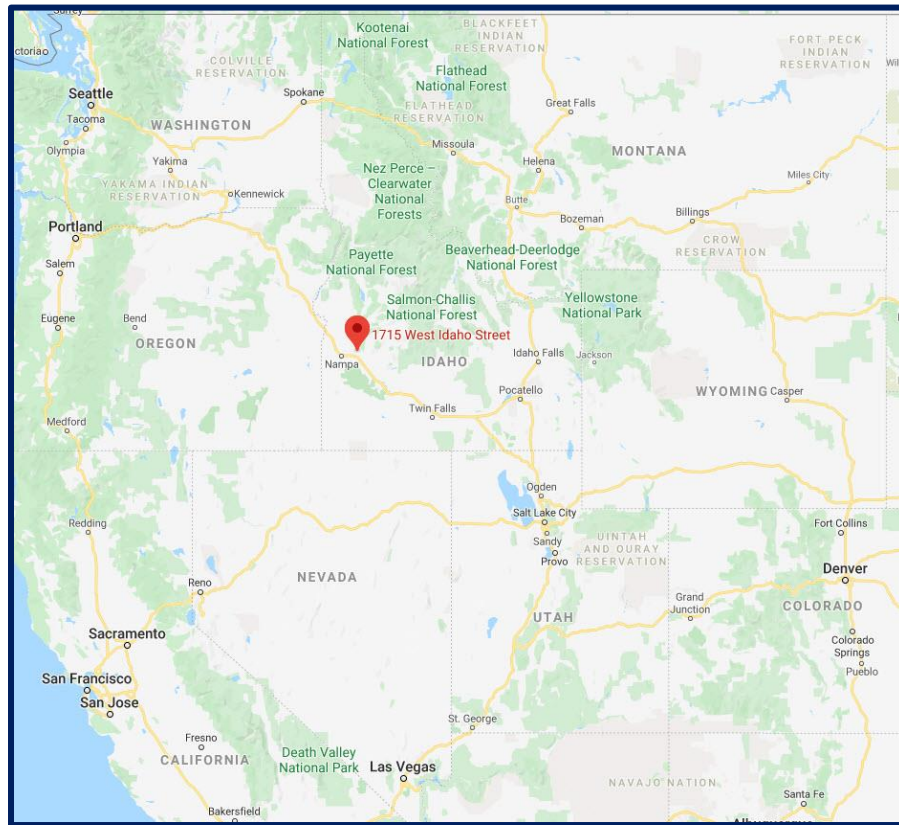 Surrey
ictoria
Kootenai
National Forest
BLACKFEET
INDIAN
RESERVATION
FORT PECK
INDIAN
RESERVATION
COLVILLE
RESERVATION
Flathead
National Forest
Seattle
Spokane
FLATHEAD
RESERVATION
Great Falls
Tacoma
WASHINGTON
Olympia
Missoula
Helena
MONTANA
Yakima
Nez Perce –
Clearwater
National
Forests
Miles City
YAKAMA INDIAN
RESERVATION
Kennewick
Butte
Bozeman
Billings
Portland
CROW
RESERVATION
Salem
Payette
National Forest
Beaverhead-Deerlodge
National Forest
Salmon-Challis
National Forest
Yellowstone
National Park
Eugene
Bend
OREGON
1715 West Idaho Street
Nampa
IDAHO
Idaho Falls
Jackson
Pocatello
WYOMING
Casper
Twin Falls
Medford
Ogden
Salt Lake City
Redding
Sandy
Provo
UINTAH
AND OURAY
RESERVATION
Fort Collins
Reno
NEVADA
Denver
UTAH
Grand
Junction
COLORADO
Sacramento
Colorado
Springs
Pueblo
San Francisco
San Jose
St. George
Fresno
CALIFORNIA
Death Valley
National Park
Las Vegas
NAVAJO NATION
Santa Fe
Bakersfield
Albuquerque